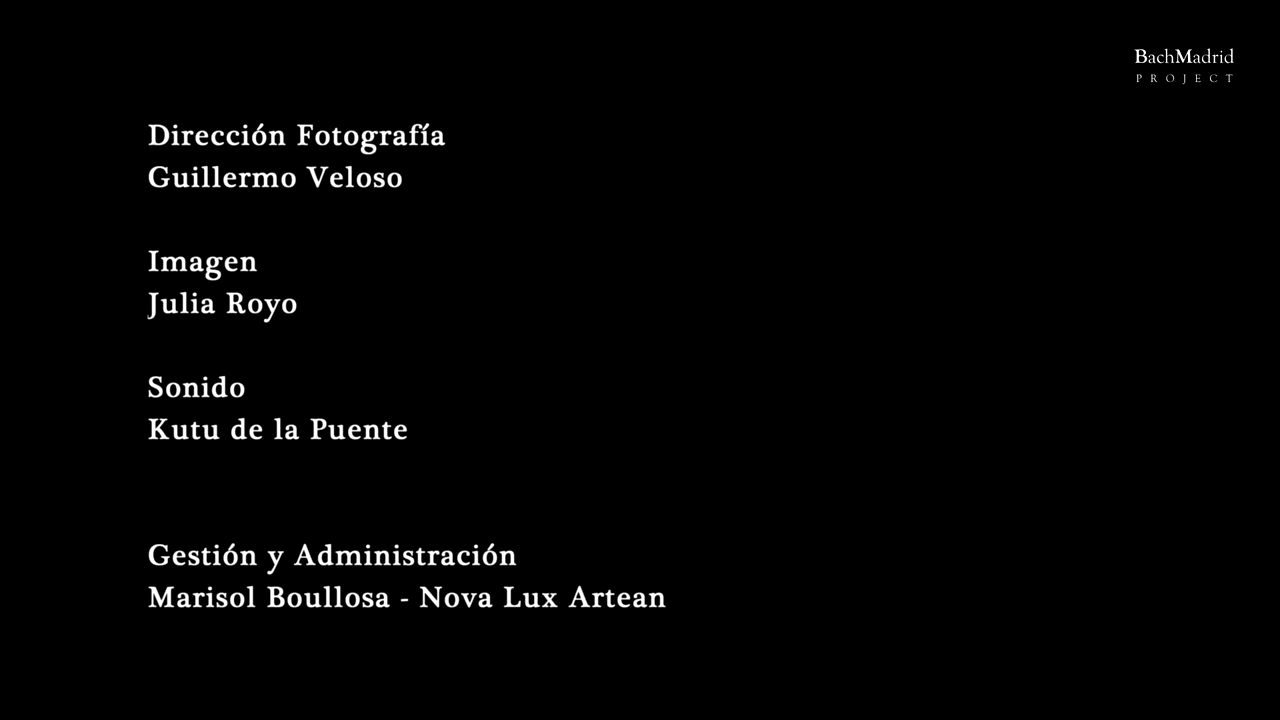 BachMadrid
PROJECT
Dirección Fotografía
Guillermo Veloso
Imagen
Julia Royo
Sonido
Kutu de la Puente
Gestión y Administración
Marisol Boullosa - Nova Lux Artean